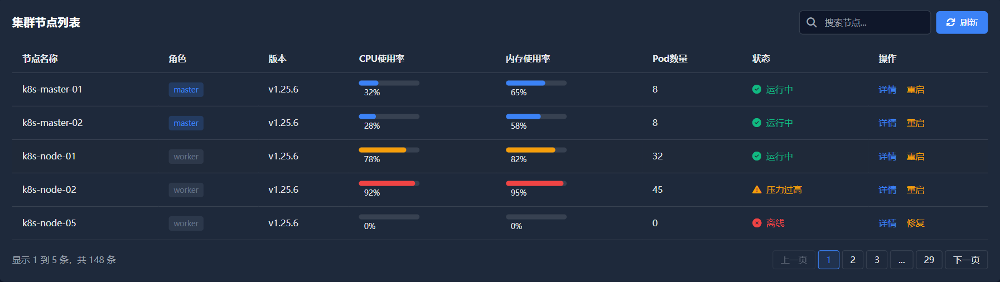 集群节点列表 搜索节点... 刷新
节点名称 角色 版本 CPU使用率 内存使用率 Pod数量 状态 操作
k8s-master-01 master v1.25.6 32% 65% 8 运行中 详情 重启
k8s-master-02 master v1.25.6 28% 58% 8 运行中 详情 重启
k8s-node-01 worker v1.25.6 78% 82% 32 运行中 详情 重启
k8s-node-02 worker v1.25.6 92% 95% 45 压力过高 详情 重启
k8s-node-05 worker v1.25.6 0% 0% 0 离线 详情 修复
显示 1 到 5 条，共 148 条 上一页 1 2 3 ... 29 下一页